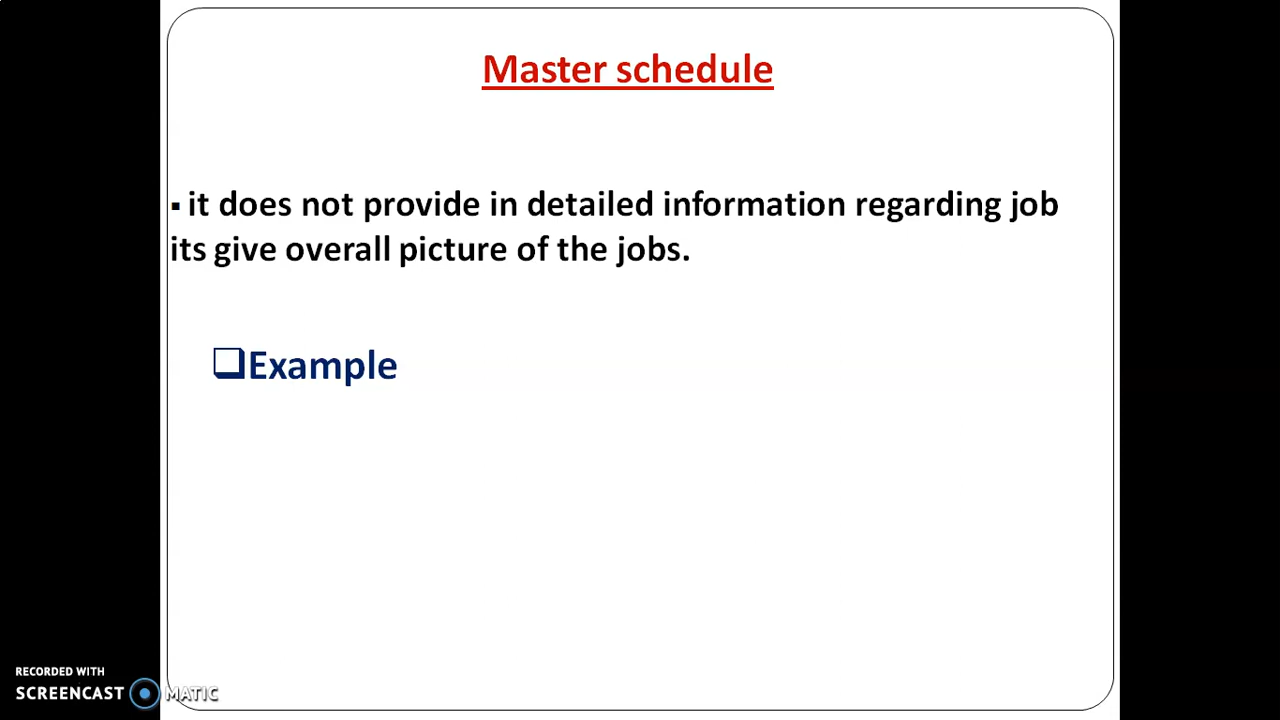 Master schedule
▪ it does not provide in detailed information regarding job
its give overall picture of the jobs.
❑Example
RECORDED WITH
SCREENCAST MATIC